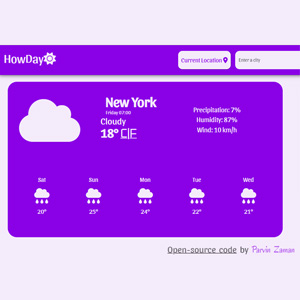 HowDay
Current Location
Enter a city
New York
Friday 07:00
Cloudy
18° C|F
Precipitation: 7%
Humidity: 87%
Wind: 10 km/h
Sat Sun Mon Tue Wed
20° 25° 24° 22° 21°
Open-source code by Parvin Zaman